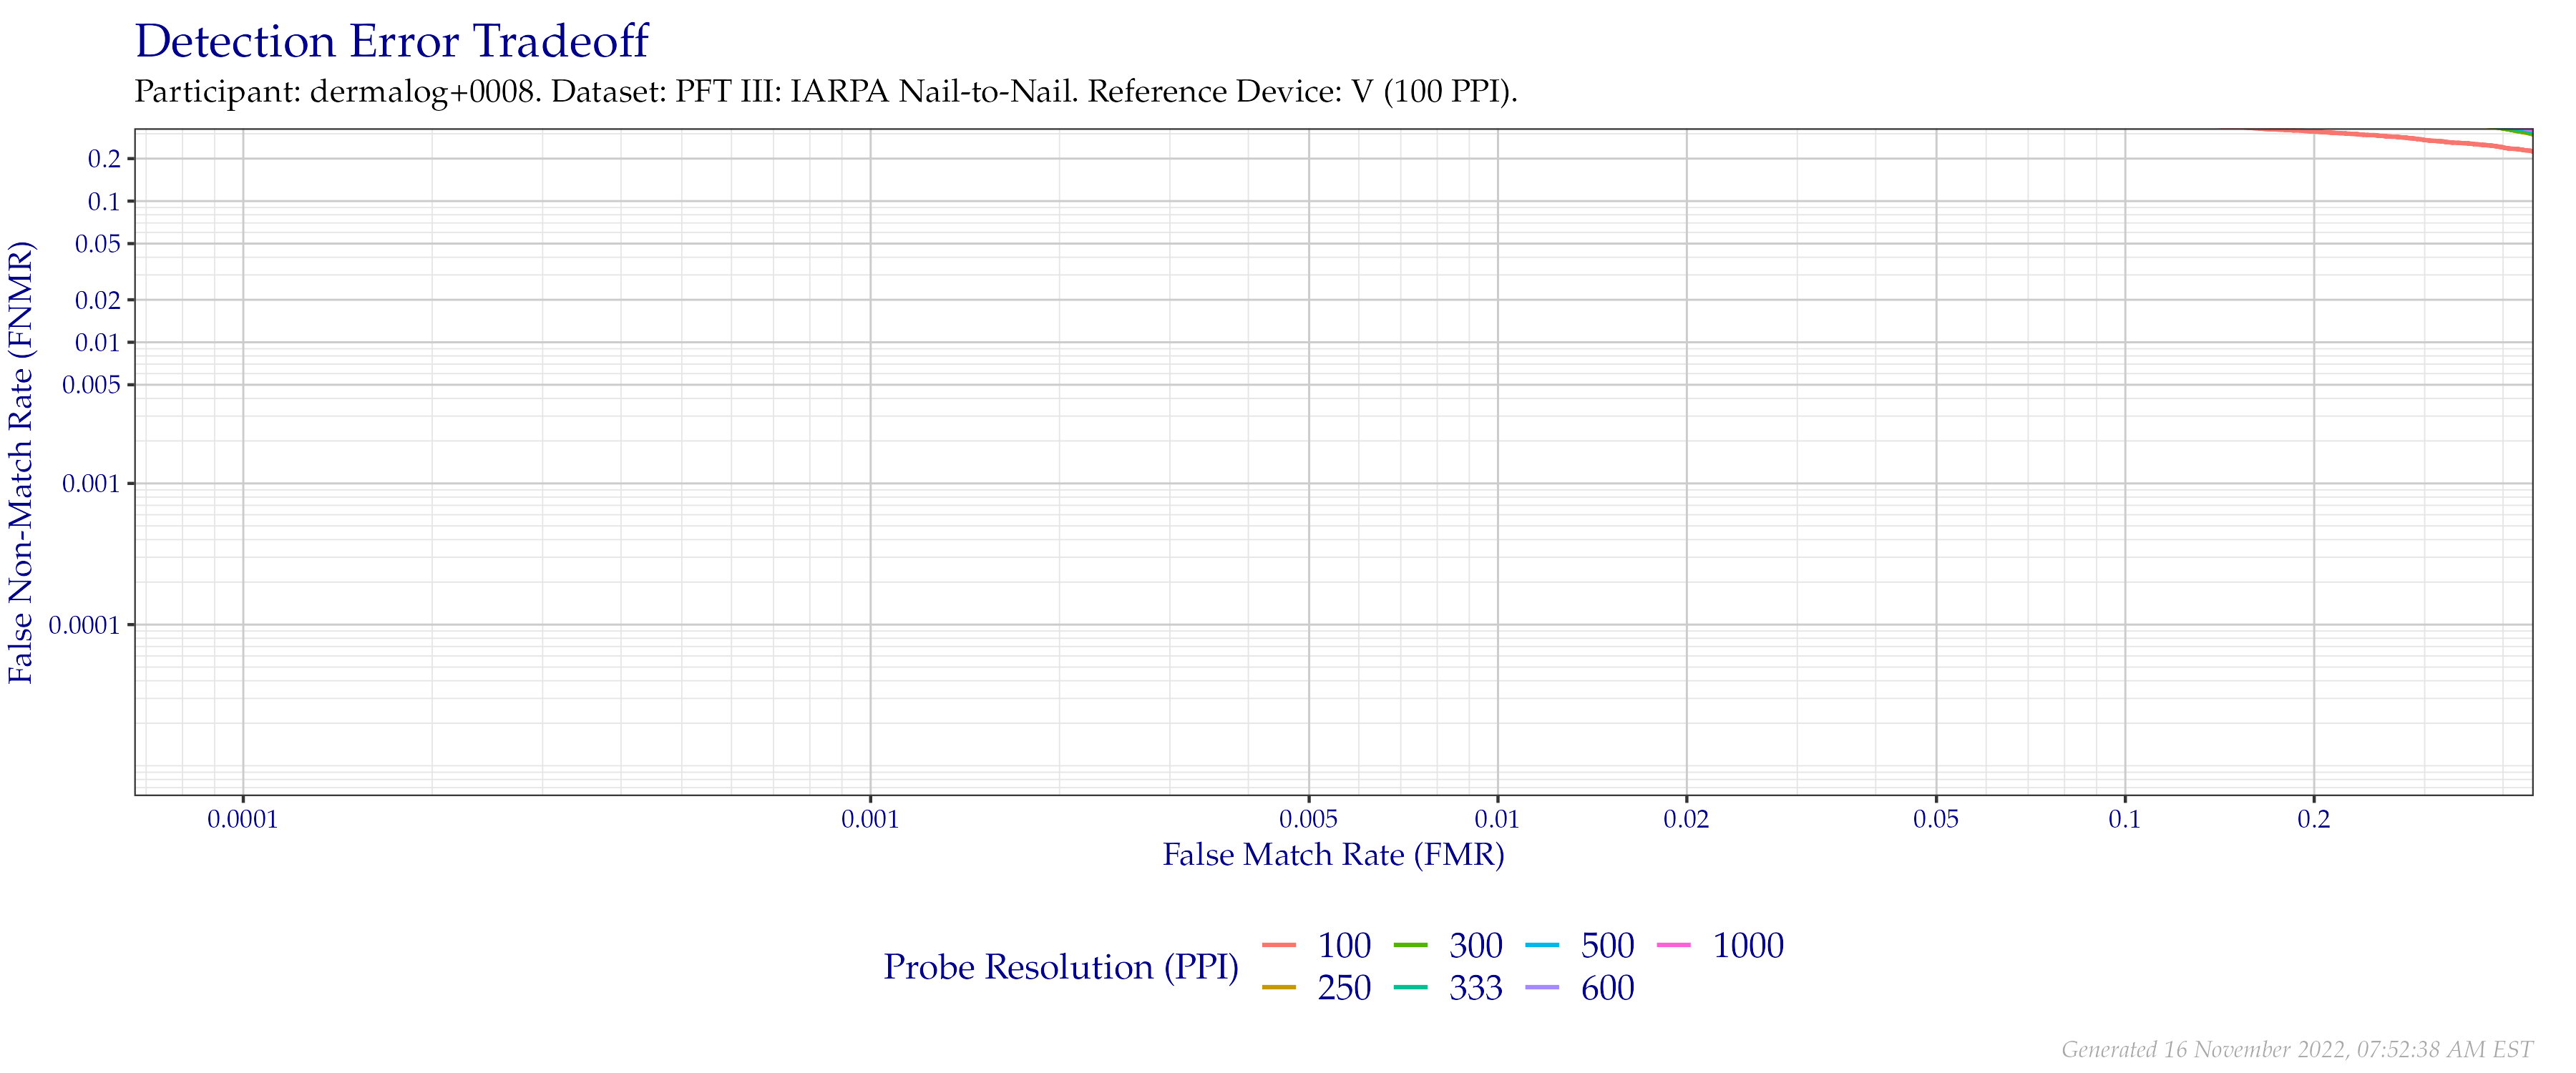 Detection Error Tradeoff
Participant: dermalog+0008. Dataset: PFT III: IARPA Nail-to-Nail. Reference Device: V (100 PPI).
False Non-Match Rate (FNMR)
0.2
0.1
0.05
0.02
0.01
0.005
0.001
0.0001
0.0001 0.001 0.005 0.01 0.02 0.05 0.1 0.2
False Match Rate (FMR)
Probe Resolution (PPI)
100 300 500 1000
250 333 600
Generated 16 November 2022, 07:52:38 AM EST